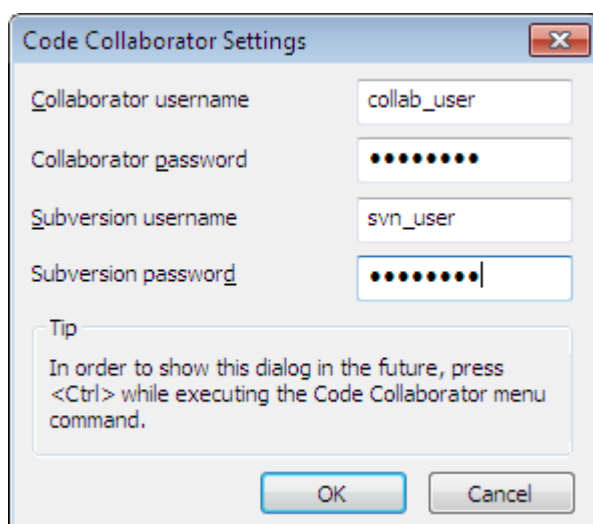 Code Collaborator Settings
Collaborator username collab_user
Collaborator password ●●●●●●●●
Subversion username svn_user
Subversion password ●●●●●●●●
Tip
In order to show this dialog in the future, press
<Ctrl> while executing the Code Collaborator menu
command.
OK Cancel